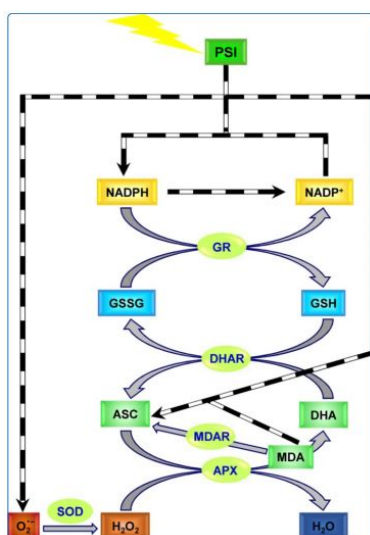 PSI
NADPH
NADP⁺
GR
GSSG
GSH
DHAR
ASC
DHA
MDAR
MDA
APX
SOD
O₂•−
H₂O₂
H₂O